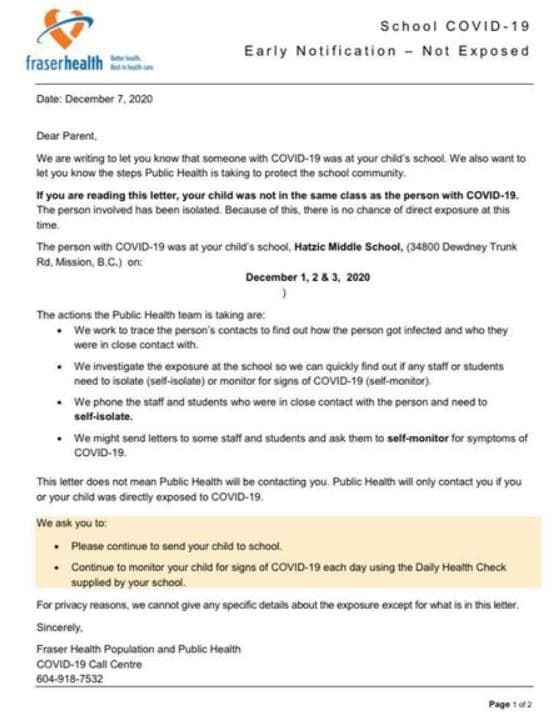 School COVID-19
Early Notification – Not Exposed
fraserhealth
Better health.
Best in health care.
Date: December 7, 2020
Dear Parent,
We are writing to let you know that someone with COVID-19 was at your child's school. We also want to
let you know the steps Public Health is taking to protect the school community.
If you are reading this letter, your child was not in the same class as the person with COVID-19.
The person involved has been isolated. Because of this, there is no chance of direct exposure at this
time.
The person with COVID-19 was at your child's school, Hatzic Middle School, (34800 Dewdney Trunk
Rd, Mission, B.C.) on:
December 1, 2 & 3, 2020
)
The actions the Public Health team is taking are:
• We work to trace the person's contacts to find out how the person got infected and who they
were in close contact with.
• We investigate the exposure at the school so we can quickly find out if any staff or students
need to isolate (self-isolate) or monitor for signs of COVID-19 (self-monitor).
• We phone the staff and students who were in close contact with the person and need to
self-isolate.
• We might send letters to some staff and students and ask them to self-monitor for symptoms of
COVID-19.
This letter does not mean Public Health will be contacting you. Public Health will only contact you if you
or your child was directly exposed to COVID-19.
We ask you to:
• Please continue to send your child to school.
• Continue to monitor your child for signs of COVID-19 each day using the Daily Health Check
supplied by your school.
For privacy reasons, we cannot give any specific details about the exposure except for what is in this letter.
Sincerely,
Fraser Health Population and Public Health
COVID-19 Call Centre
604-918-7532
Page 1 of 2